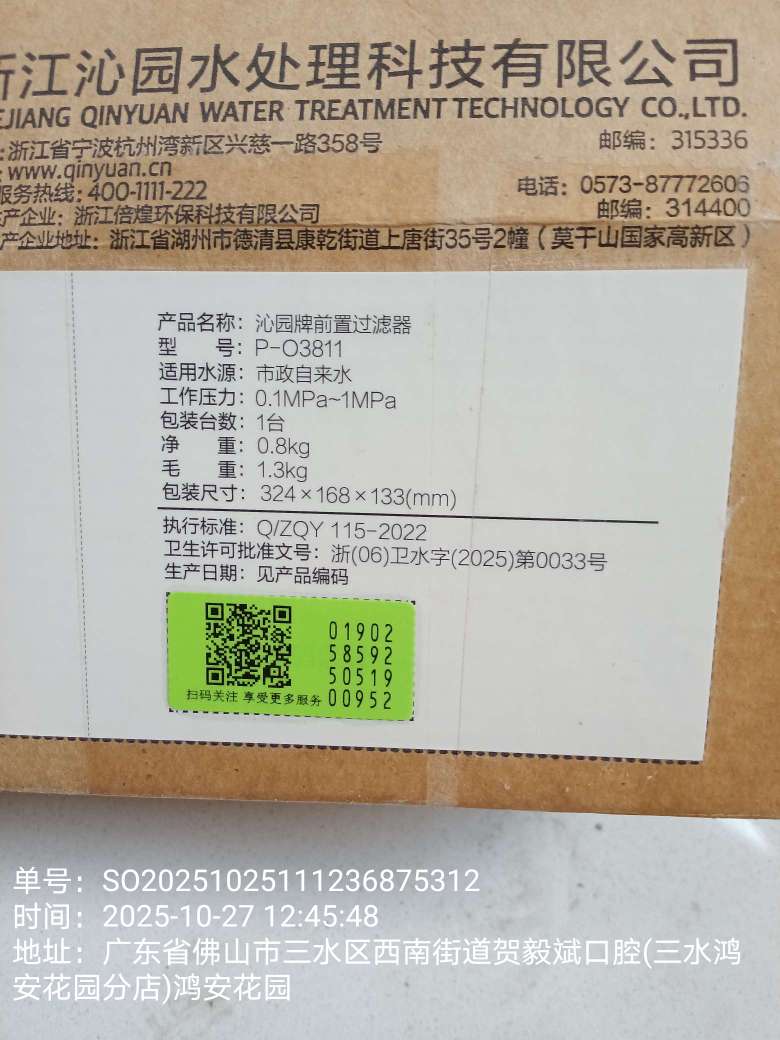 江沁园水处理科技有限公司
JIANG QINYUAN WATER TREATMENT TECHNOLOGY CO.,LTD.
:浙江省宁波杭州湾新区兴慈一路358号 邮编：315336
: www.qinyuan.cn
服务热线：400-1111-222 电话：0573-87772606
产企业：浙江倍煌环保科技有限公司 邮编：314400
产企业地址：浙江省湖州市德清县康乾街道上唐街35号2幢（莫干山国家高新区）
产品名称：沁园牌前置过滤器
型 号：P-O3811
适用水源：市政自来水
工作压力：0.1MPa~1MPa
包装台数：1台
净 重：0.8kg
毛 重：1.3kg
包装尺寸：324×168×133(mm)
执行标准：Q/ZQY 115-2022
卫生许可批准文号：浙(06)卫水字(2025)第0033号
生产日期：见产品编码
01902
58592
50519
扫码关注 享受更多服务 00952
单号：SO202510251112368​75312
时间：2025-10-27 12:45:48
地址：广东省佛山市三水区西南街道贺毅斌口腔(三水鸿
安花园分店)鸿安花园